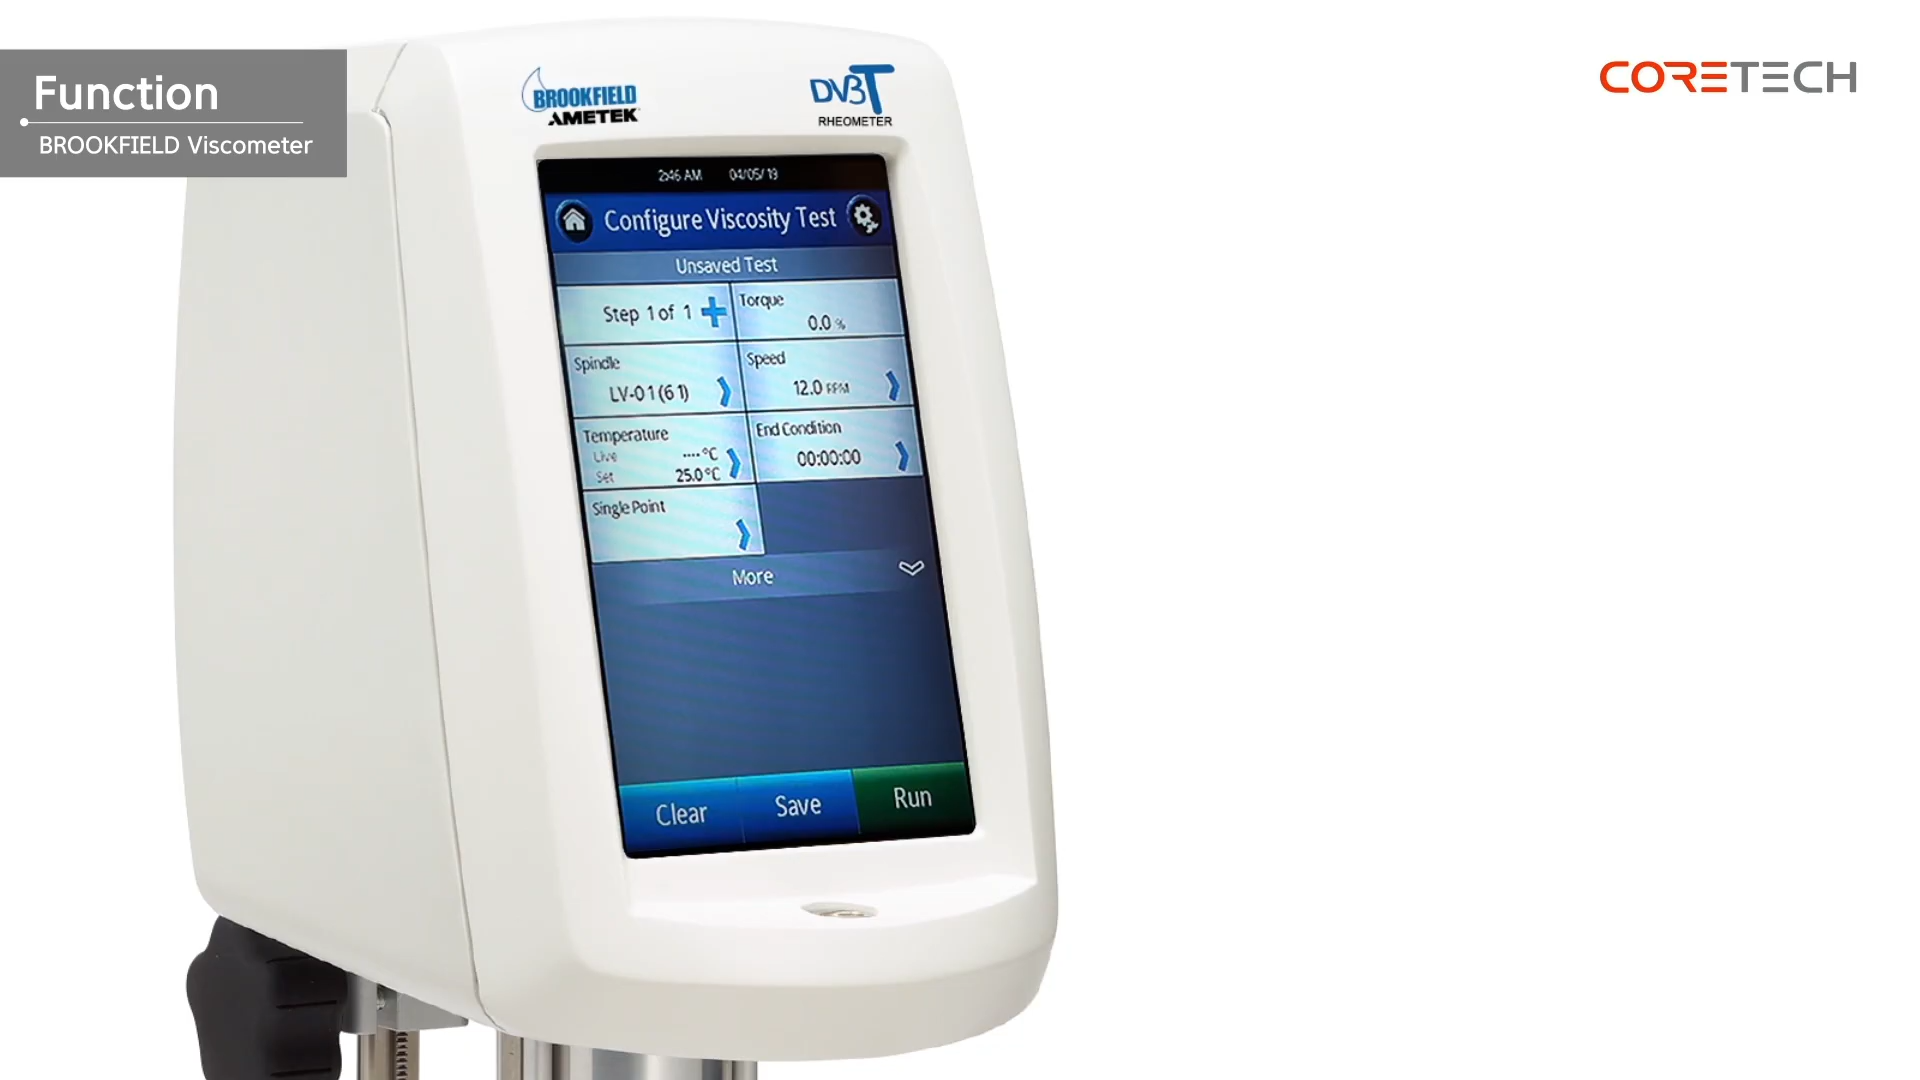 Function
BROOKFIELD Viscometer
CORETECH
BROOKFIELD
AMETEK
DV3T
RHEOMETER
2:46 AM 04/05/19
Configure Viscosity Test
Unsaved Test
Step 1 of 1
Torque
0.0 %
Spindle
LV-01(61)
Speed
12.0 RPM
Temperature
Live ----°C
Set 25.0°C
End Condition
00:00:00
Single Point
More
Clear Save Run